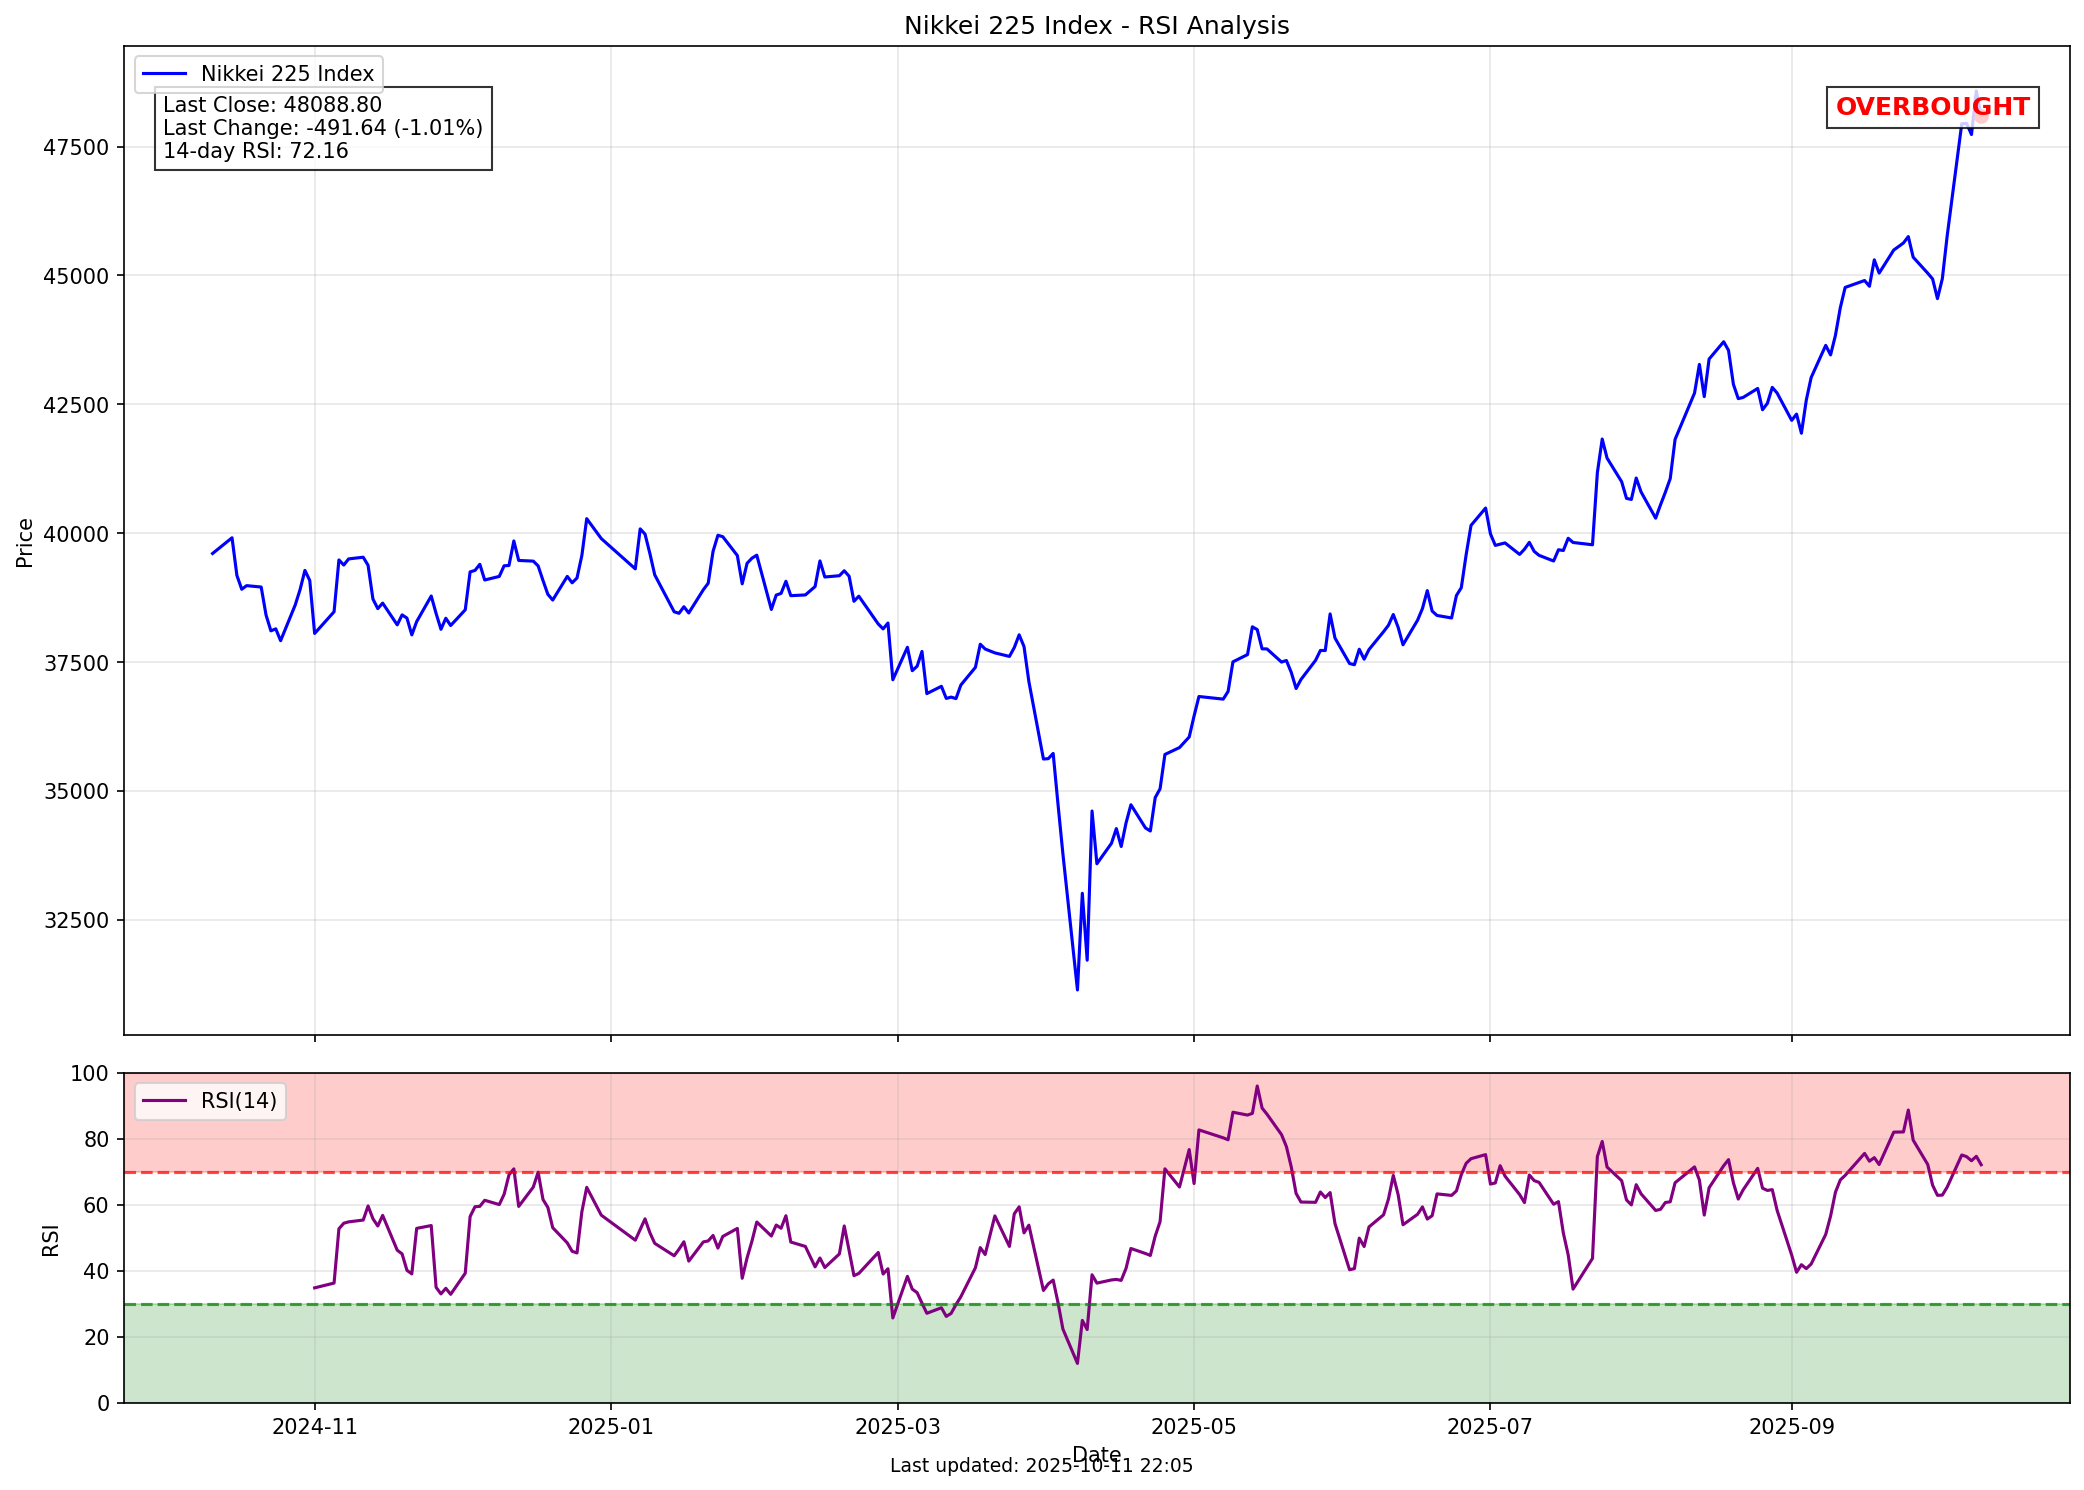 Nikkei 225 Index - RSI Analysis
Nikkei 225 Index
Last Close: 48088.80
Last Change: -491.64 (-1.01%)
14-day RSI: 72.16
OVERBOUGHT
Price
47500
45000
42500
40000
37500
35000
32500
RSI(14)
RSI
100
80
60
40
20
0
2024-11
2025-01
2025-03
2025-05
2025-07
2025-09
Date
Last updated: 2025-10-11 22:05